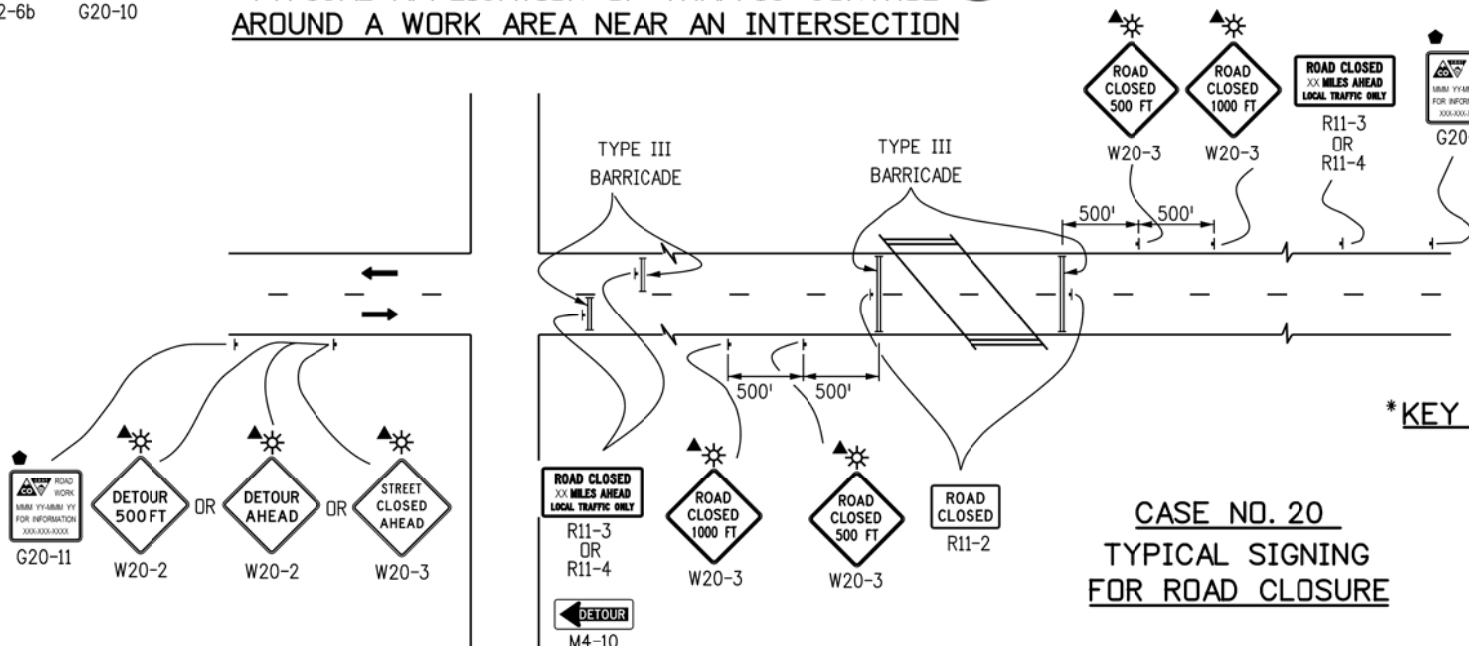 2-6b
G20-10
AROUND A WORK AREA NEAR AN INTERSECTION
ROAD
CLOSED
500 FT
W20-3
ROAD
CLOSED
1000 FT
W20-3
ROAD CLOSED
XX MILES AHEAD
LOCAL TRAFFIC ONLY
R11-3
OR
R11-4
CO
G20-
TYPE III
BARRICADE
TYPE III
BARRICADE
500'
500'
500'
500'
*KEY
CO
ROAD
WORK
MMM YY-MMM YY
FOR INFORMATION
XXX-XXX-XXXX
G20-11
DETOUR
500 FT
W20-2
OR
DETOUR
AHEAD
W20-2
OR
STREET
CLOSED
AHEAD
W20-3
ROAD CLOSED
XX MILES AHEAD
LOCAL TRAFFIC ONLY
R11-3
OR
R11-4
DETOUR
M4-10
ROAD
CLOSED
1000 FT
W20-3
ROAD
CLOSED
500 FT
W20-3
ROAD
CLOSED
R11-2
CASE NO. 20
TYPICAL SIGNING
FOR ROAD CLOSURE